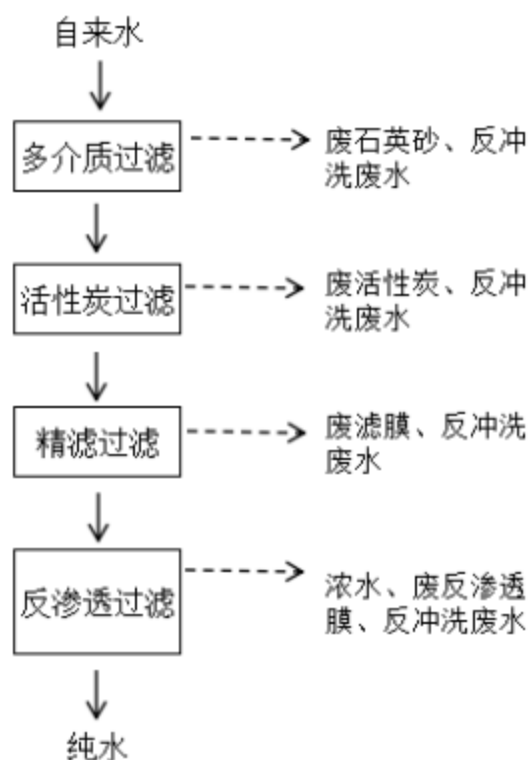 自来水
多介质过滤
废石英砂、反冲
洗废水
活性炭过滤
废活性炭、反冲
洗废水
精滤过滤
废滤膜、反冲洗
废水
反渗透过滤
浓水、废反渗透
膜、反冲洗废水
纯水